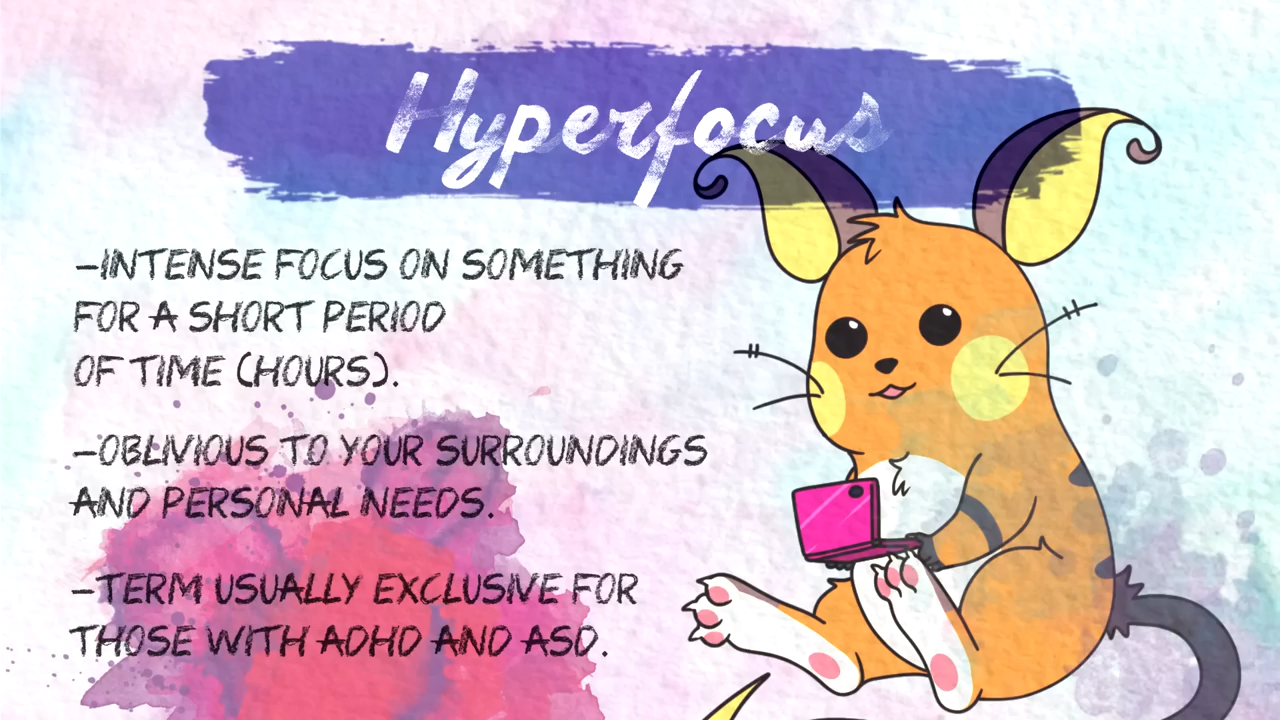 Hyperfocus
-INTENSE FOCUS ON SOMETHING
FOR A SHORT PERIOD
OF TIME (HOURS).
-OBLIVIOUS TO YOUR SURROUNDINGS
AND PERSONAL NEEDS.
-TERM USUALLY EXCLUSIVE FOR
THOSE WITH ADHD AND ASD.